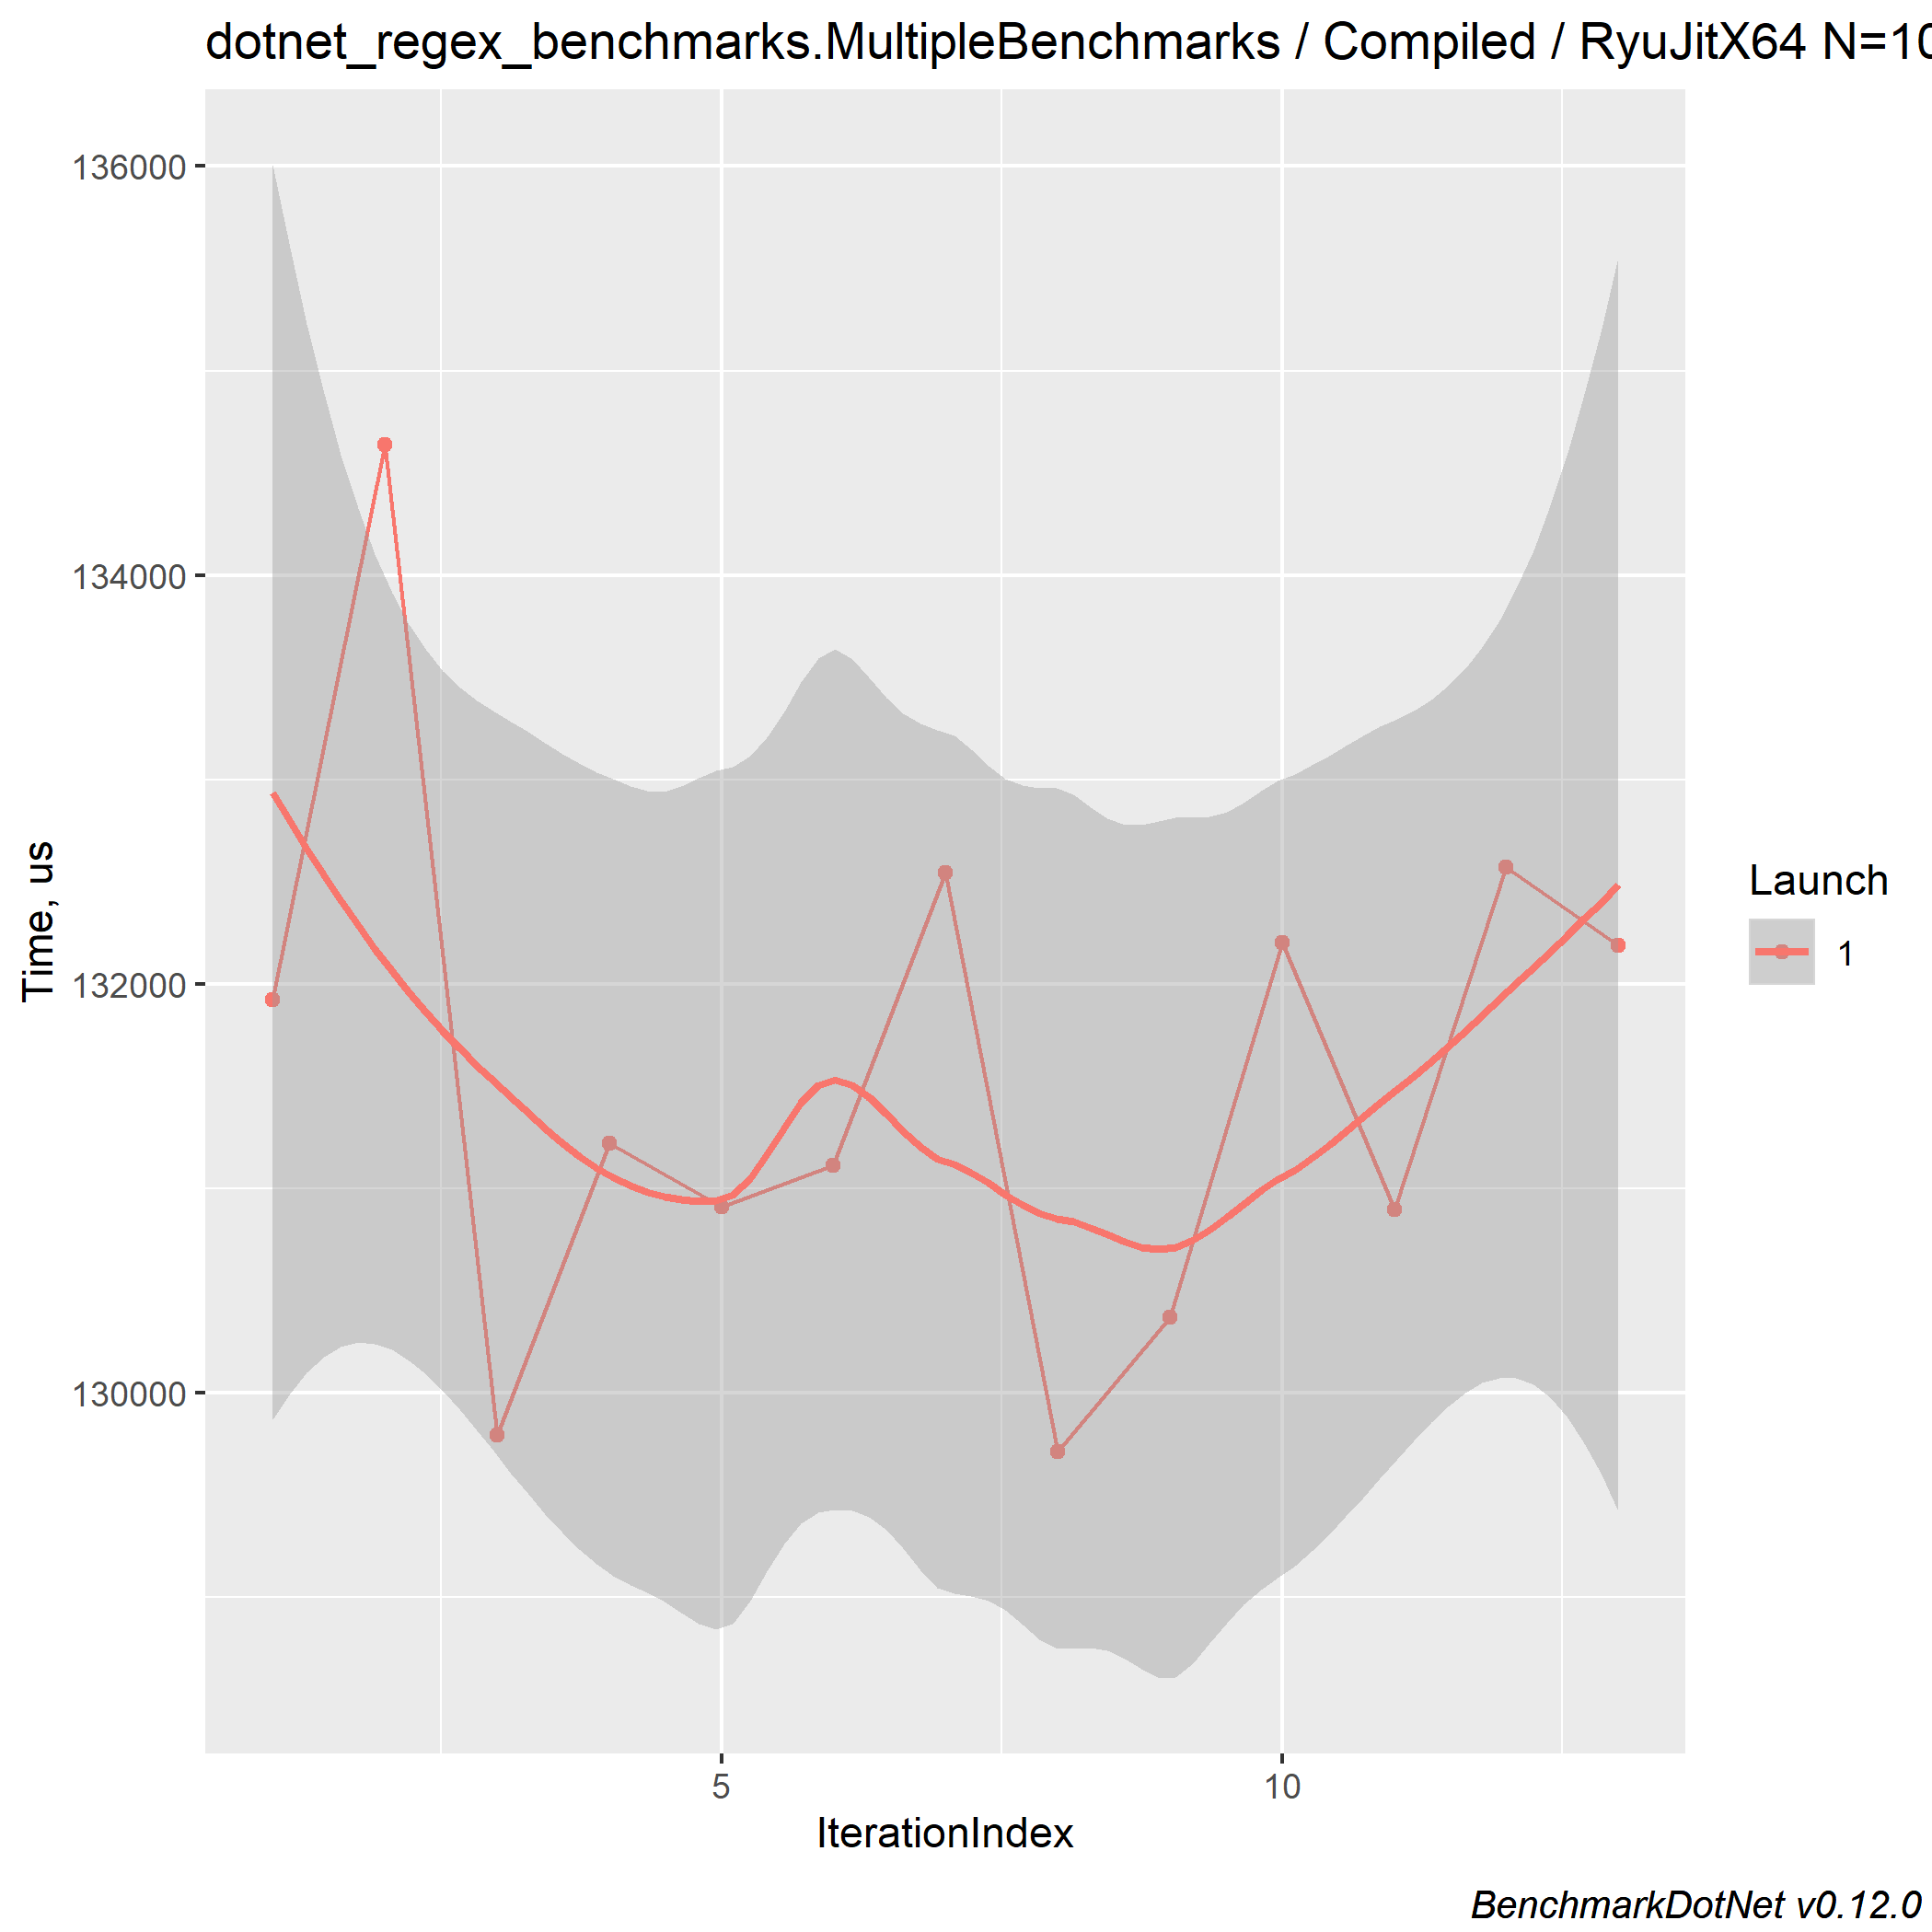 dotnet_regex_benchmarks.MultipleBenchmarks / Compiled / RyuJitX64 N=10
136000
134000
132000
130000
Time, us
5
10
IterationIndex
Launch
1
BenchmarkDotNet v0.12.0